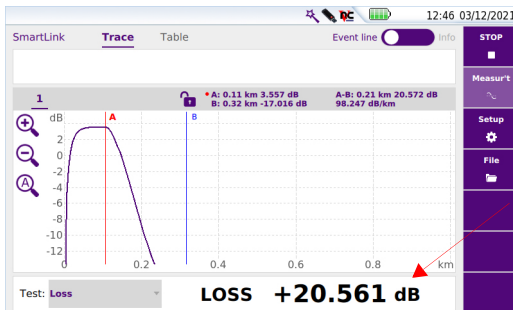 12:46 03/12/2021
SmartLink Trace Table Event line Info
STOP
Measur't
Setup
File
1
A: 0.11 km 3.557 dB A-B: 0.21 km 20.572 dB
B: 0.32 km -17.016 dB 98.247 dB/km
dB A B
2
0
-2
-4
-6
-8
-10
-12
0 0.2 0.4 0.6 0.8 km
A
Test: Loss LOSS +20.561 dB